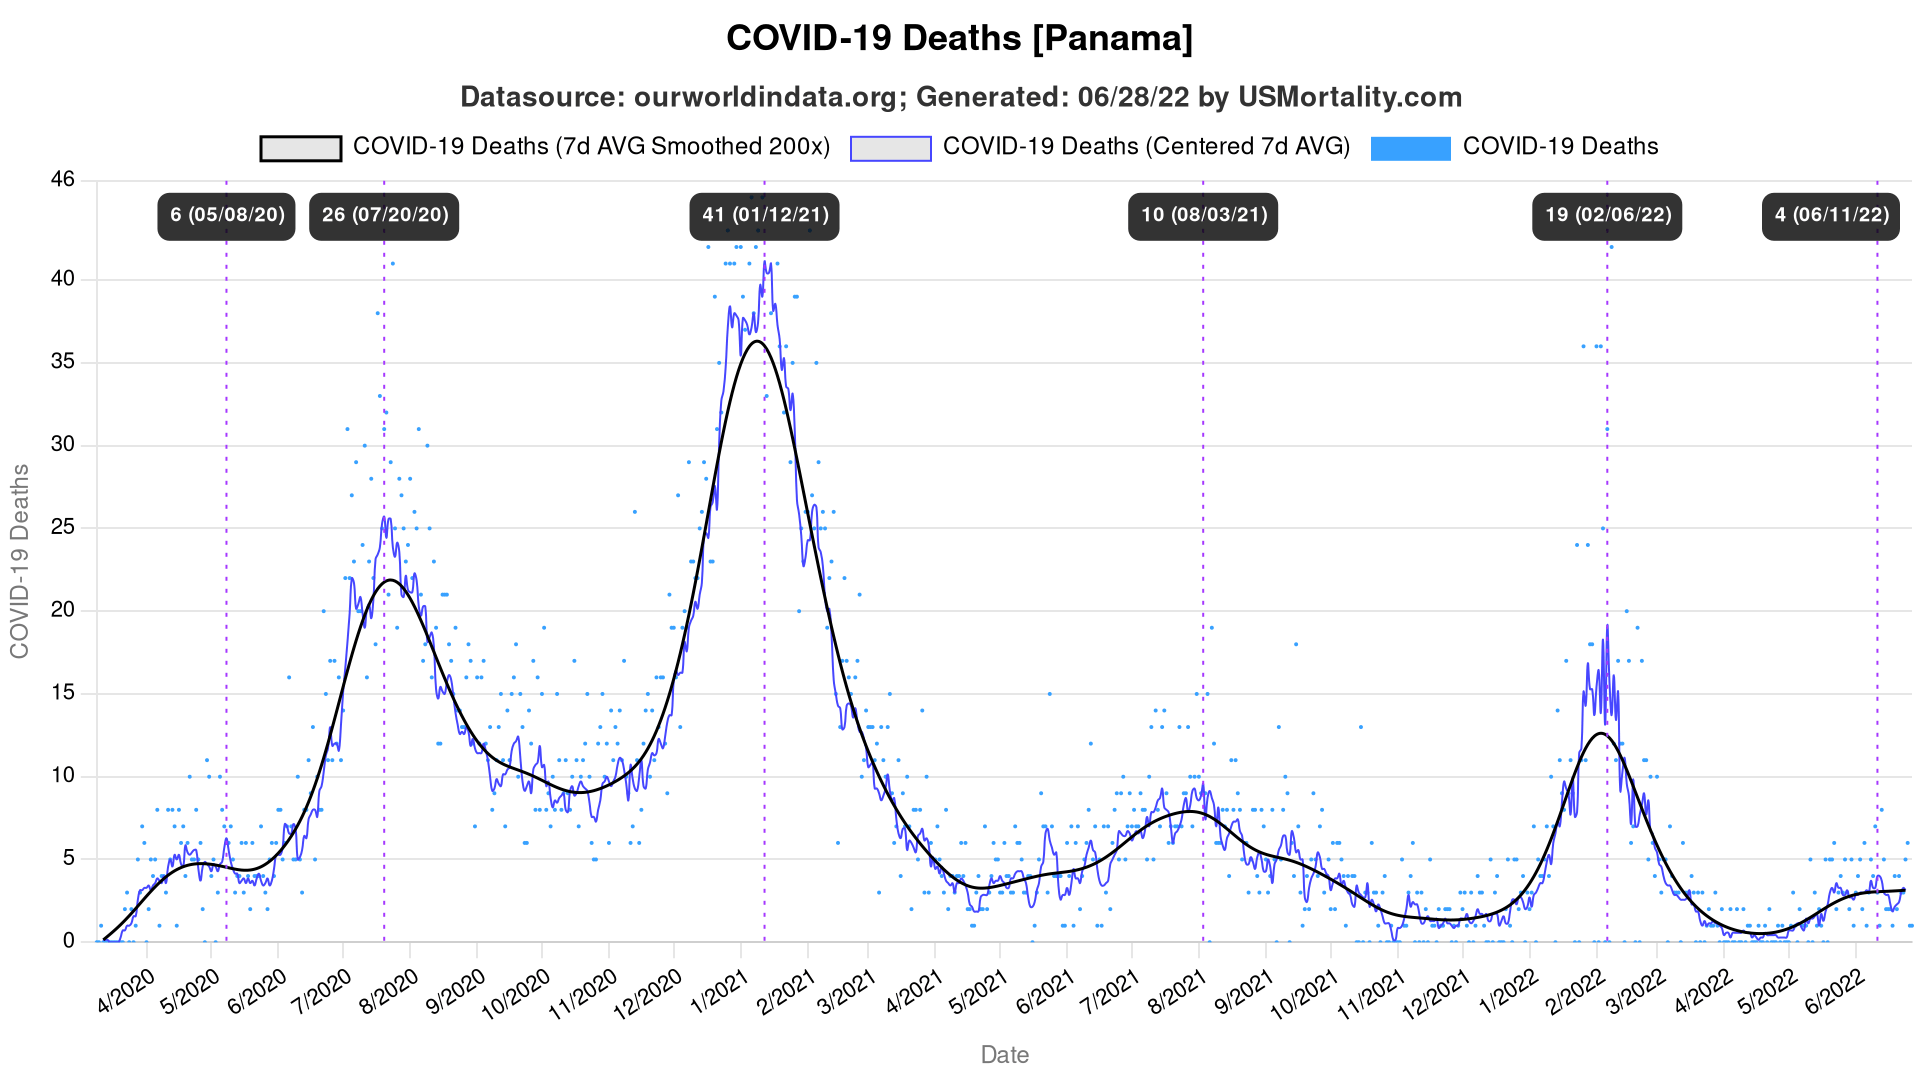 COVID-19 Deaths [Panama]
Datasource: ourworldindata.org; Generated: 06/28/22 by USMortality.com
COVID-19 Deaths (7d AVG Smoothed 200x) COVID-19 Deaths (Centered 7d AVG) COVID-19 Deaths
46
6 (05/08/20) 26 (07/20/20) 41 (01/12/21) 10 (08/03/21) 19 (02/06/22) 4 (06/11/22)
40
35
30
25
20
15
10
5
0
COVID-19 Deaths
4/2020 5/2020 6/2020 7/2020 8/2020 9/2020 10/2020 11/2020 12/2020 1/2021 2/2021 3/2021 4/2021 5/2021 6/2021 7/2021 8/2021 9/2021 10/2021 11/2021 12/2021 1/2022 2/2022 3/2022 4/2022 5/2022 6/2022
Date